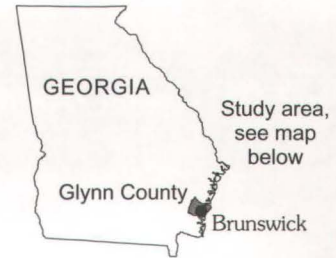 GEORGIA
Study area,
see map
below
Glynn County
Brunswick